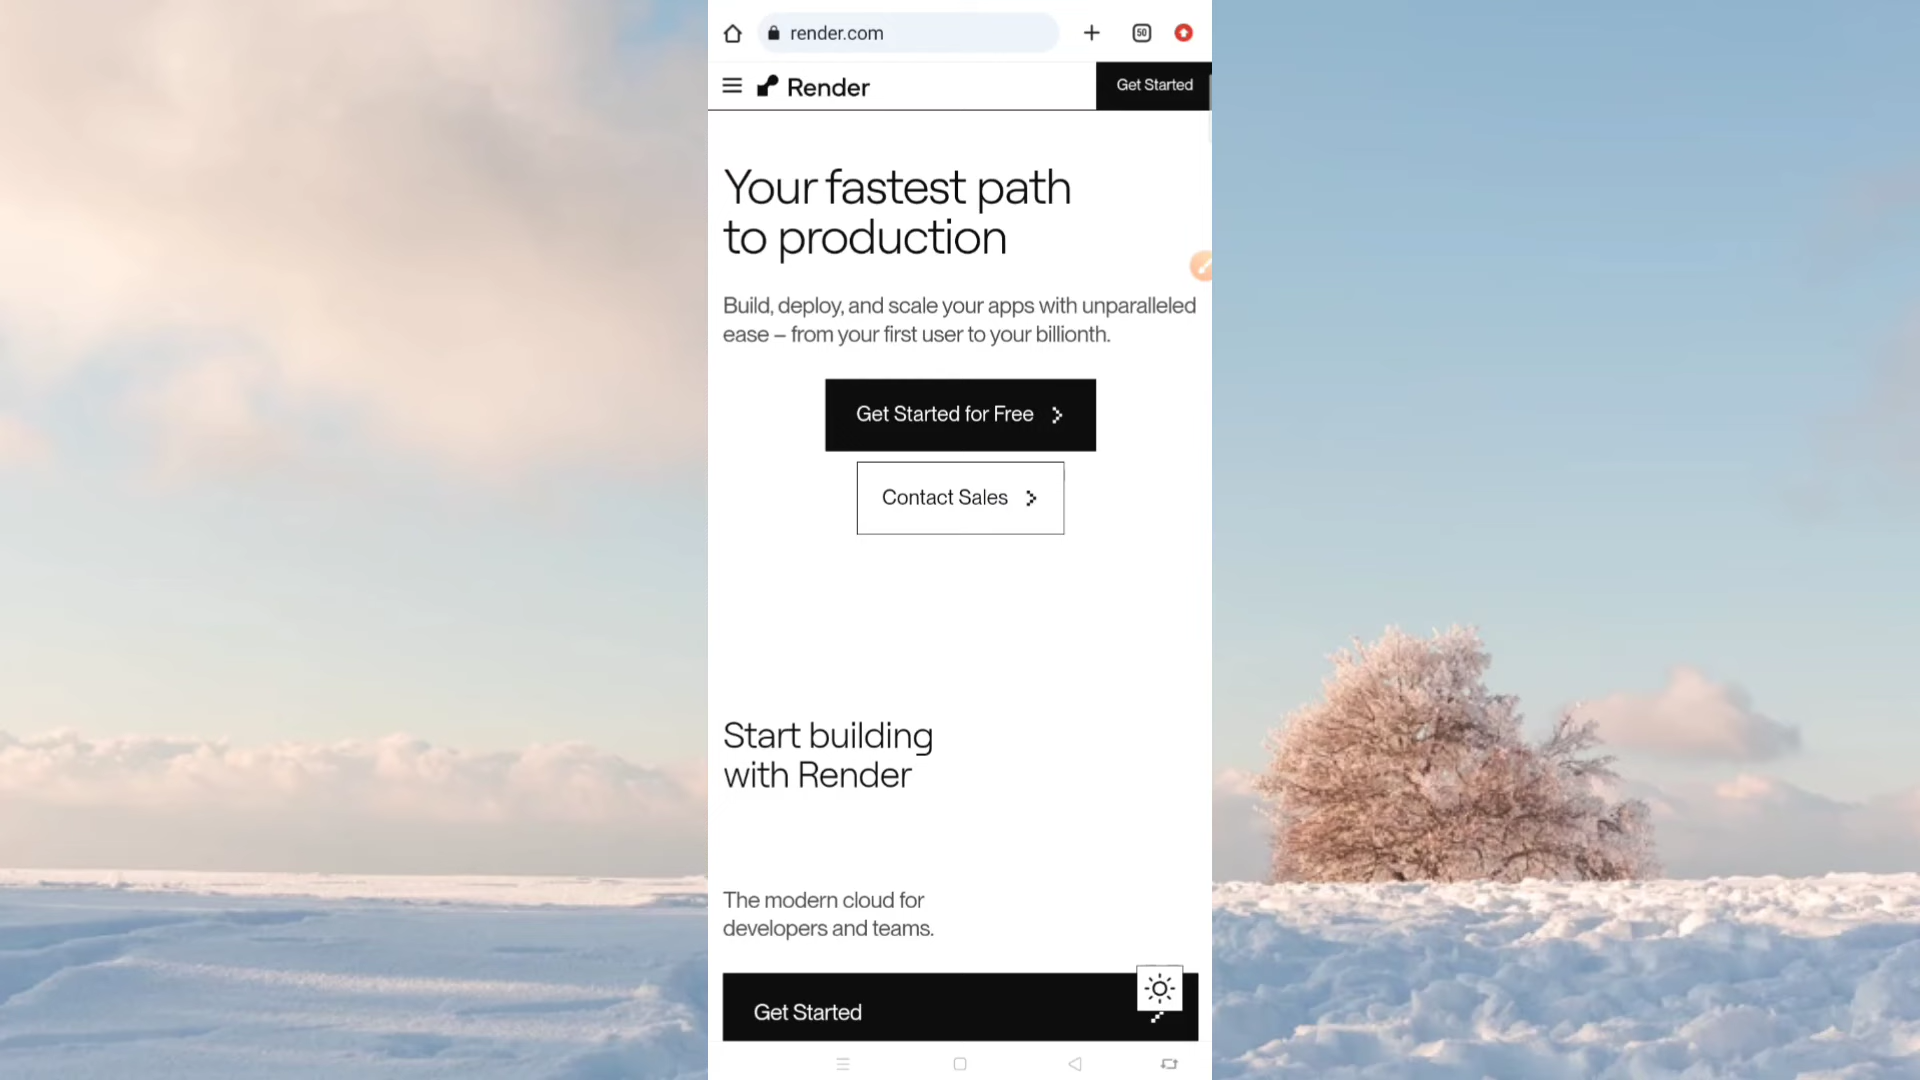 render.com
50
Render
Get Started
Your fastest path
to production
Build, deploy, and scale your apps with unparalleled
ease – from your first user to your billionth.
Get Started for Free
Contact Sales
Start building
with Render
The modern cloud for
developers and teams.
Get Started